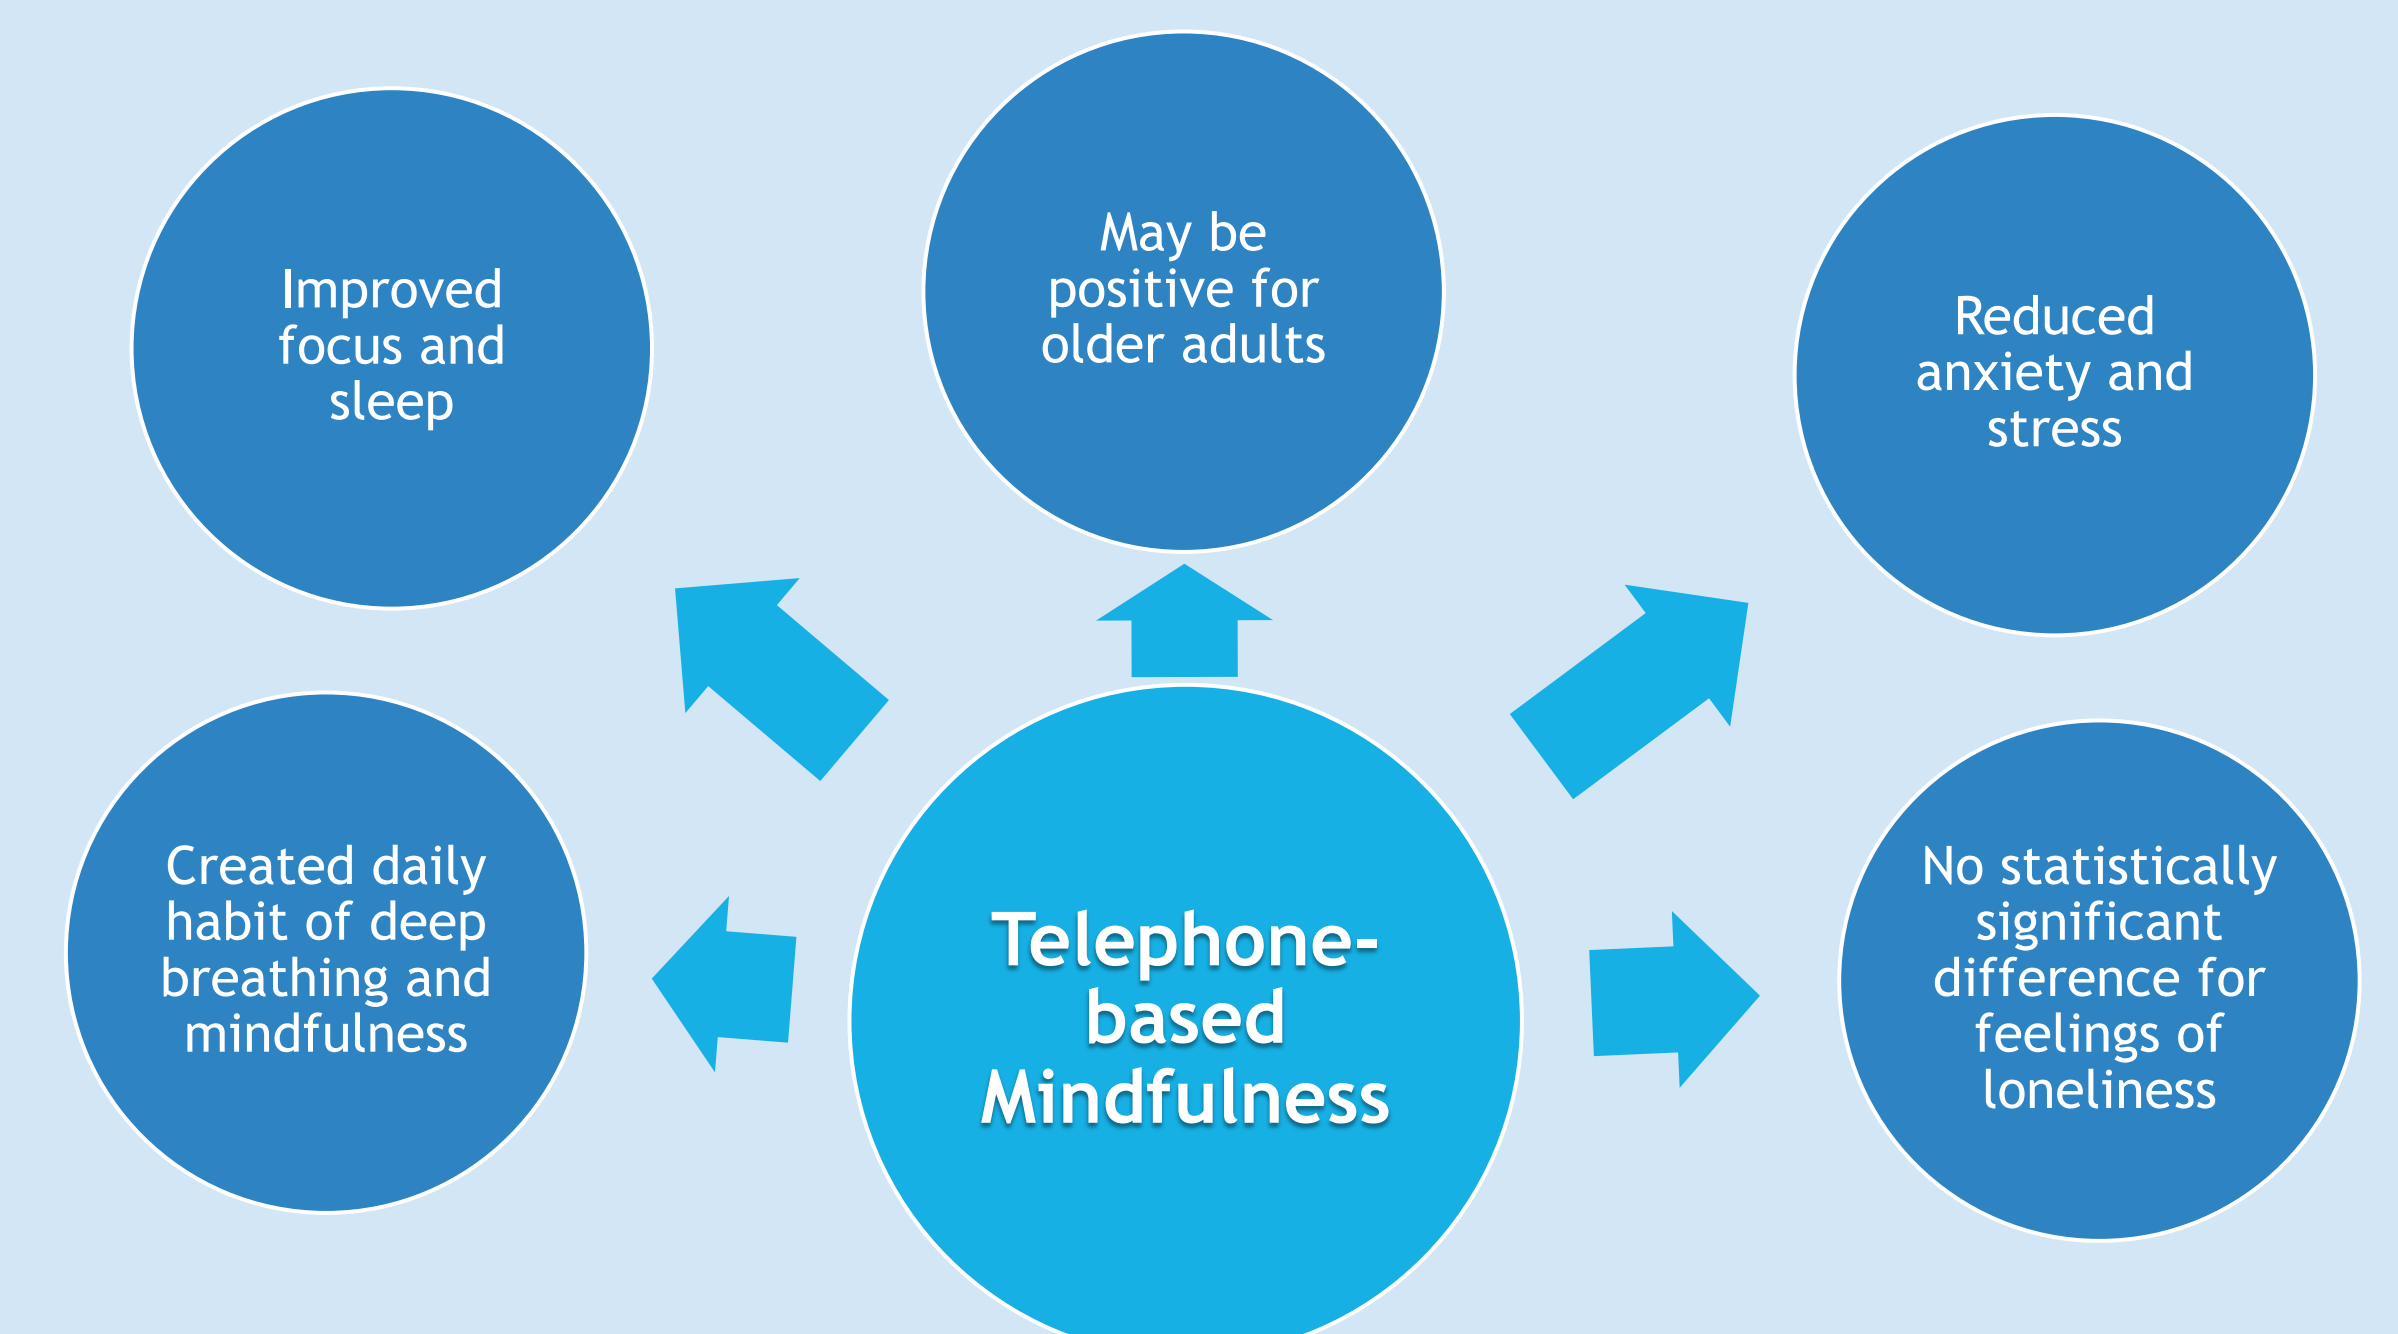 Improved
focus and
sleep
May be
positive for
older adults
Reduced
anxiety and
stress
Created daily
habit of deep
breathing and
mindfulness
Telephone-
based
Mindfulness
No statistically
significant
difference for
feelings of
loneliness